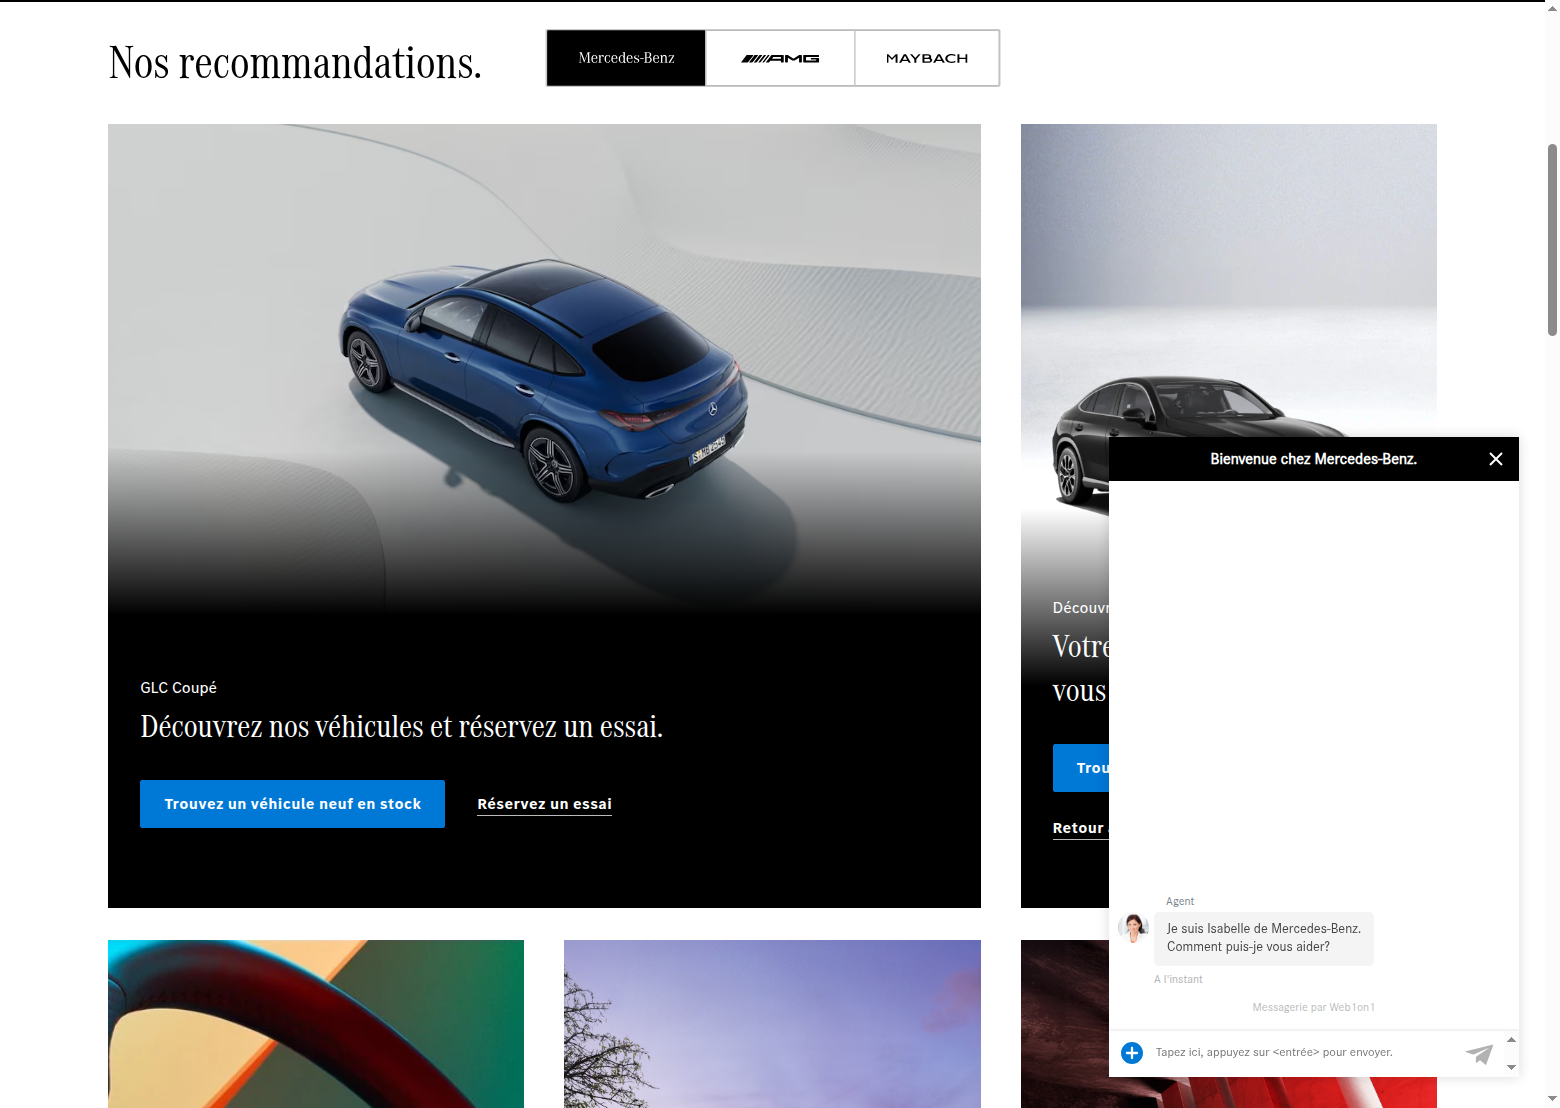 Nos recommandations.
Mercedes-Benz
AMG
MAYBACH
GLC Coupé
Découvrez nos véhicules et réservez un essai.
Trouvez un véhicule neuf en stock
Réservez un essai
Votre
vous
Retour
Bienvenue chez Mercedes-Benz.
Agent
Je suis Isabelle de Mercedes-Benz.
Comment puis-je vous aider?
A l'instant
Messagerie par Web1on1
Tapez ici, appuyez sur <entrée> pour envoyer.